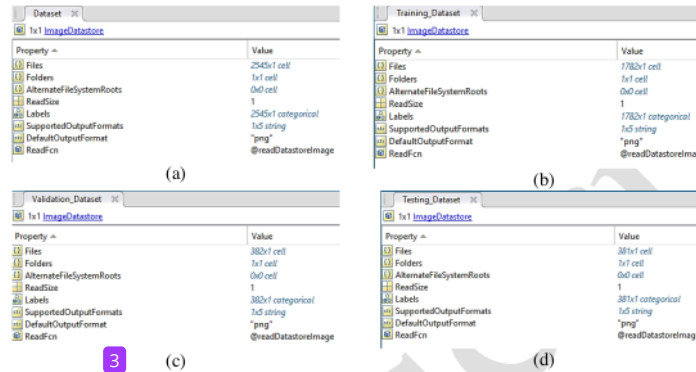 Dataset
1x1 ImageDatastore
Property Value
Files 2545x1 cell
Folders 1x1 cell
AlternateFileSystemRoots 0x0 cell
ReadSize 1
Labels 2545x1 categorical
SupportedOutputFormats 1x5 string
DefaultOutputFormat "png"
ReadFcn @readDatastoreImage
(a)
Training_Dataset
1x1 ImageDatastore
Property Value
Files 1782x1 cell
Folders 1x1 cell
AlternateFileSystemRoots 0x0 cell
ReadSize 1
Labels 1782x1 categorical
SupportedOutputFormats 1x5 string
DefaultOutputFormat "png"
ReadFcn @readDatastoreIma
(b)
Validation_Dataset
1x1 ImageDatastore
Property Value
Files 382x1 cell
Folders 1x1 cell
AlternateFileSystemRoots 0x0 cell
ReadSize 1
Labels 382x1 categorical
SupportedOutputFormats 1x5 string
DefaultOutputFormat "png"
ReadFcn @readDatastoreImage
3 (c)
Testing_Dataset
1x1 ImageDatastore
Property Value
Files 381x1 cell
Folders 1x1 cell
AlternateFileSystemRoots 0x0 cell
ReadSize 1
Labels 381x1 categorical
SupportedOutputFormats 1x5 string
DefaultOutputFormat "png"
ReadFcn @readDatastoreImage
(d)